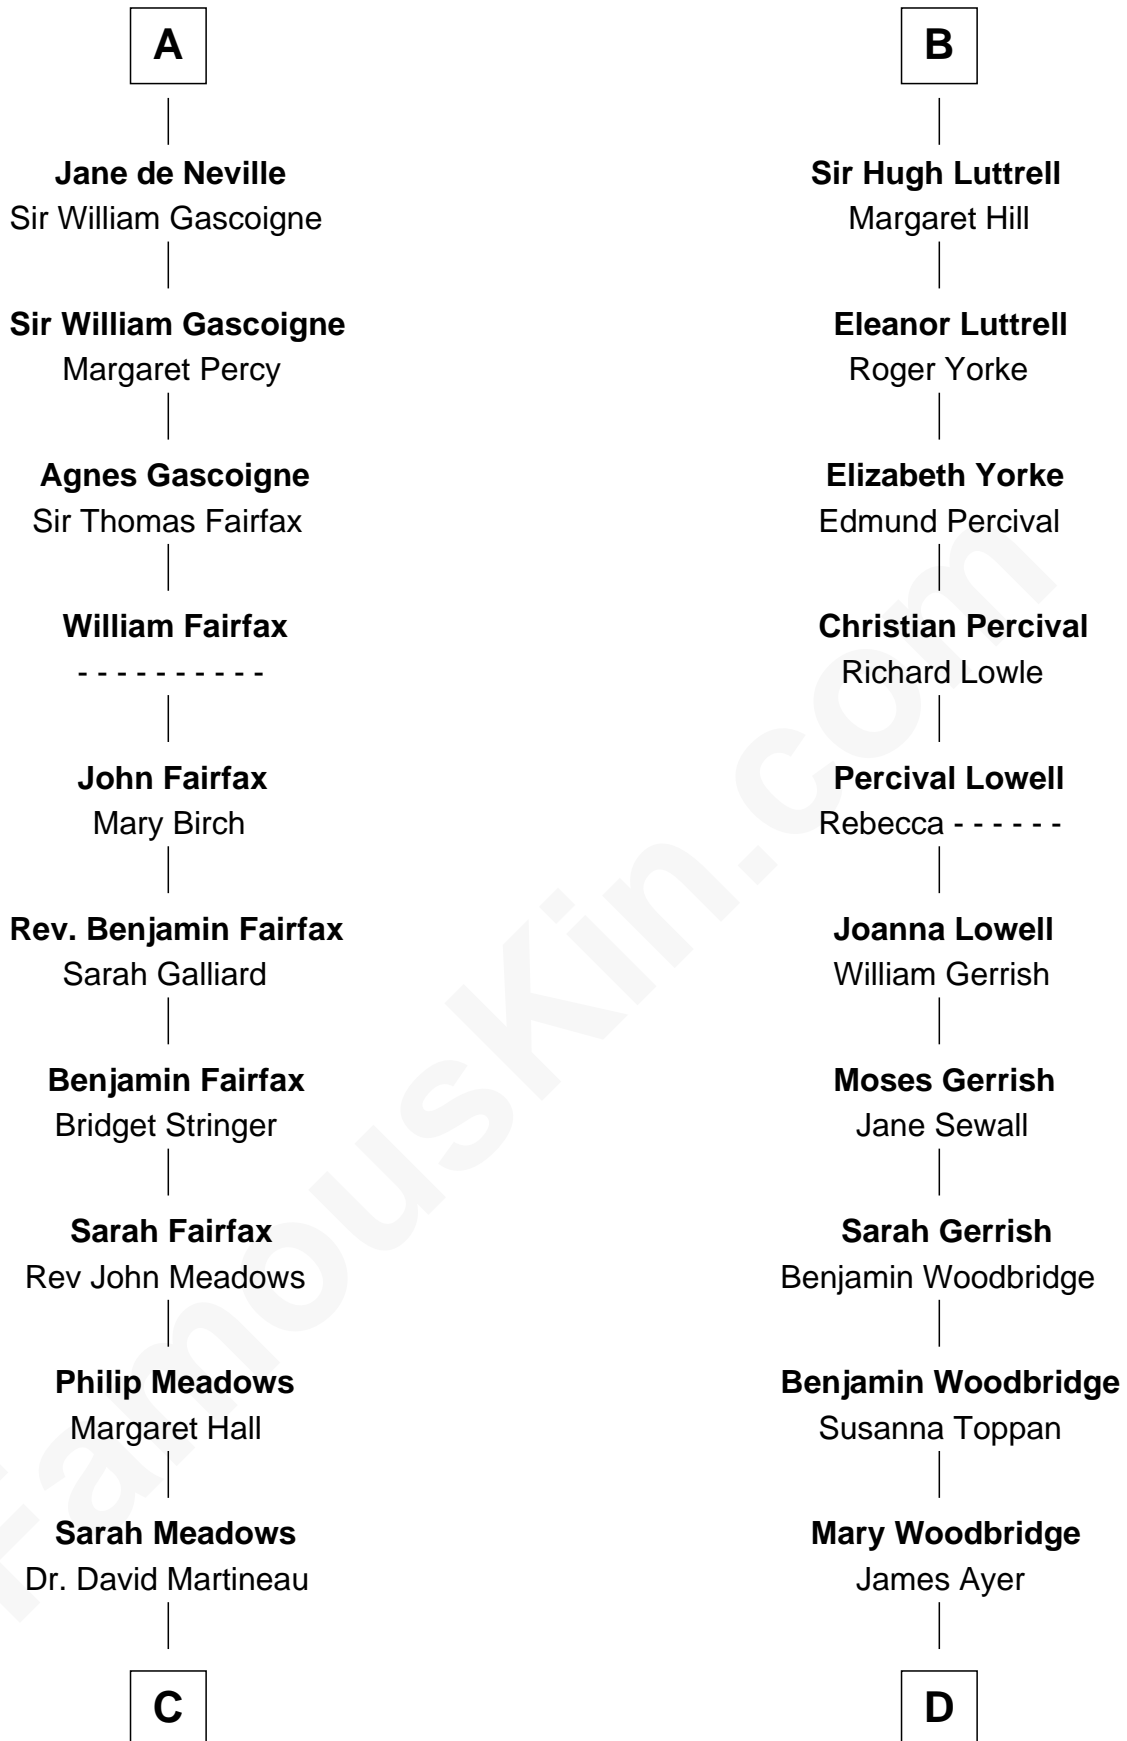 A
Jane de Neville
Sir William Gascoigne
Sir William Gascoigne
Margaret Percy
Agnes Gascoigne
Sir Thomas Fairfax
William Fairfax
- - - - - - - - - -
John Fairfax
Mary Birch
Rev. Benjamin Fairfax
Sarah Galliard
Benjamin Fairfax
Bridget Stringer
Sarah Fairfax
Rev John Meadows
Philip Meadows
Margaret Hall
Sarah Meadows
Dr. David Martineau
C
B
Sir Hugh Luttrell
Margaret Hill
Eleanor Luttrell
Roger Yorke
Elizabeth Yorke
Edmund Percival
Christian Percival
Richard Lowle
Percival Lowell
Rebecca - - - - - -
Joanna Lowell
William Gerrish
Moses Gerrish
Jane Sewall
Sarah Gerrish
Benjamin Woodbridge
Benjamin Woodbridge
Susanna Toppan
Mary Woodbridge
James Ayer
D
FamousKin.com